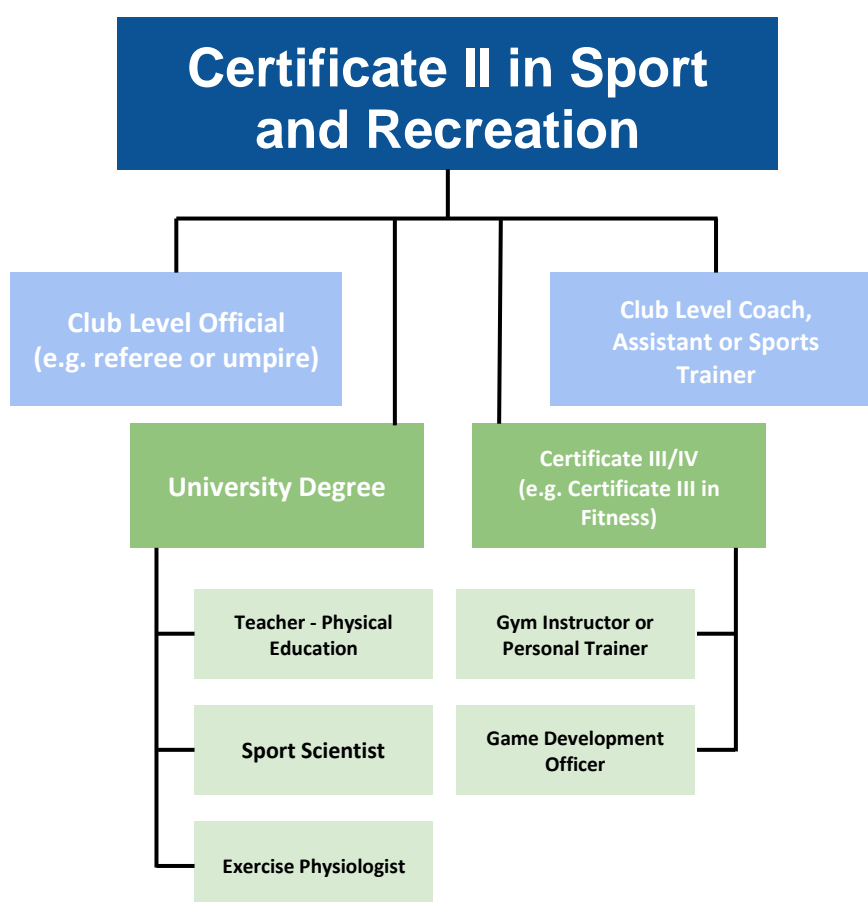 Certificate II in Sport
and Recreation
Club Level Official
(e.g. referee or umpire)
Club Level Coach,
Assistant or Sports
Trainer
University Degree
Certificate III/IV
(e.g. Certificate III in
Fitness)
Teacher - Physical
Education
Gym Instructor or
Personal Trainer
Sport Scientist
Game Development
Officer
Exercise Physiologist